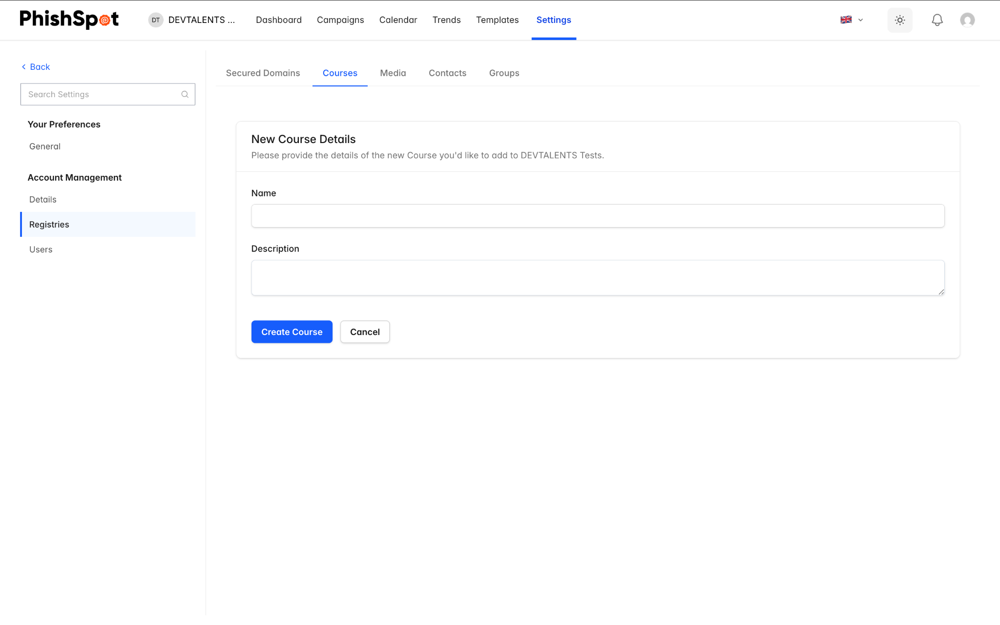 PhishSpot
DT DEVTALENTS ... Dashboard Campaigns Calendar Trends Templates Settings
Back
Search Settings
Your Preferences
General
Account Management
Details
Registries
Users
Secured Domains Courses Media Contacts Groups
New Course Details
Please provide the details of the new Course you'd like to add to DEVTALENTS Tests.
Name
Description
Create Course Cancel